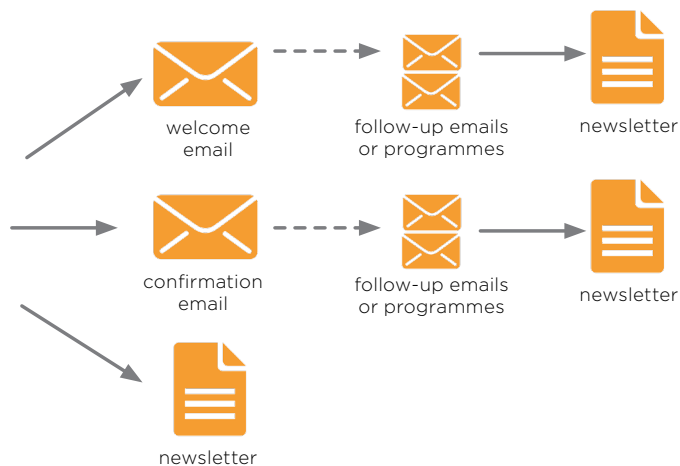 welcome
email
follow-up emails
or programmes
newsletter
confirmation
email
follow-up emails
or programmes
newsletter
newsletter